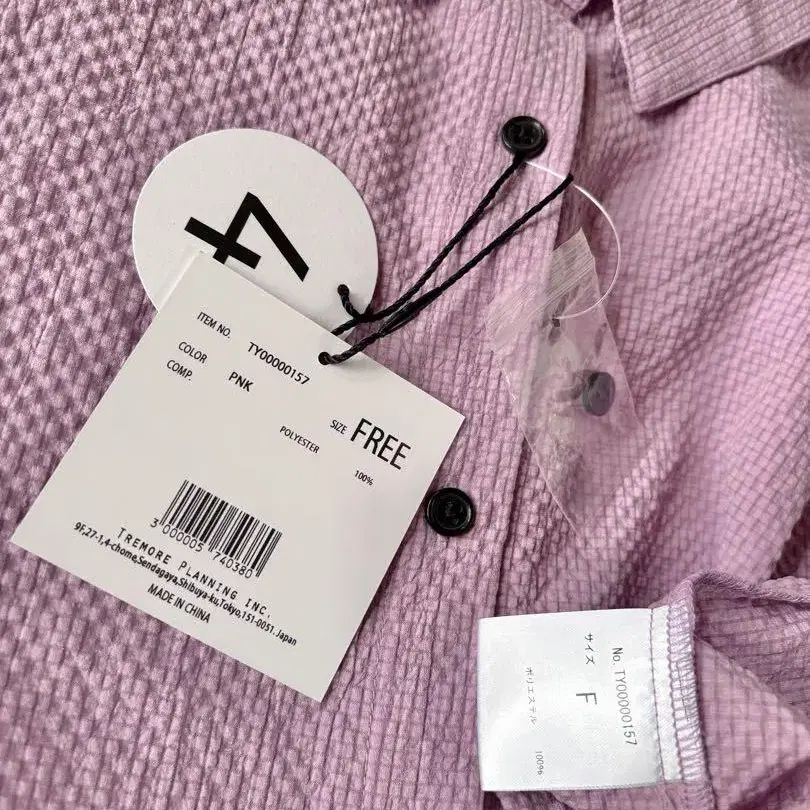 4
ITEM NO. TY00000157
COLOR PNK
COMP.
SIZE FREE
POLYESTER 100%
3 000005 740380
TREMORE PLANNING INC.
9F,27-1,4-chome,Sendagaya,Shibuya-ku,Tokyo,151-0051.Japan
MADE IN CHINA
No. TY00000157
サイズ F
ポリエステル 100%